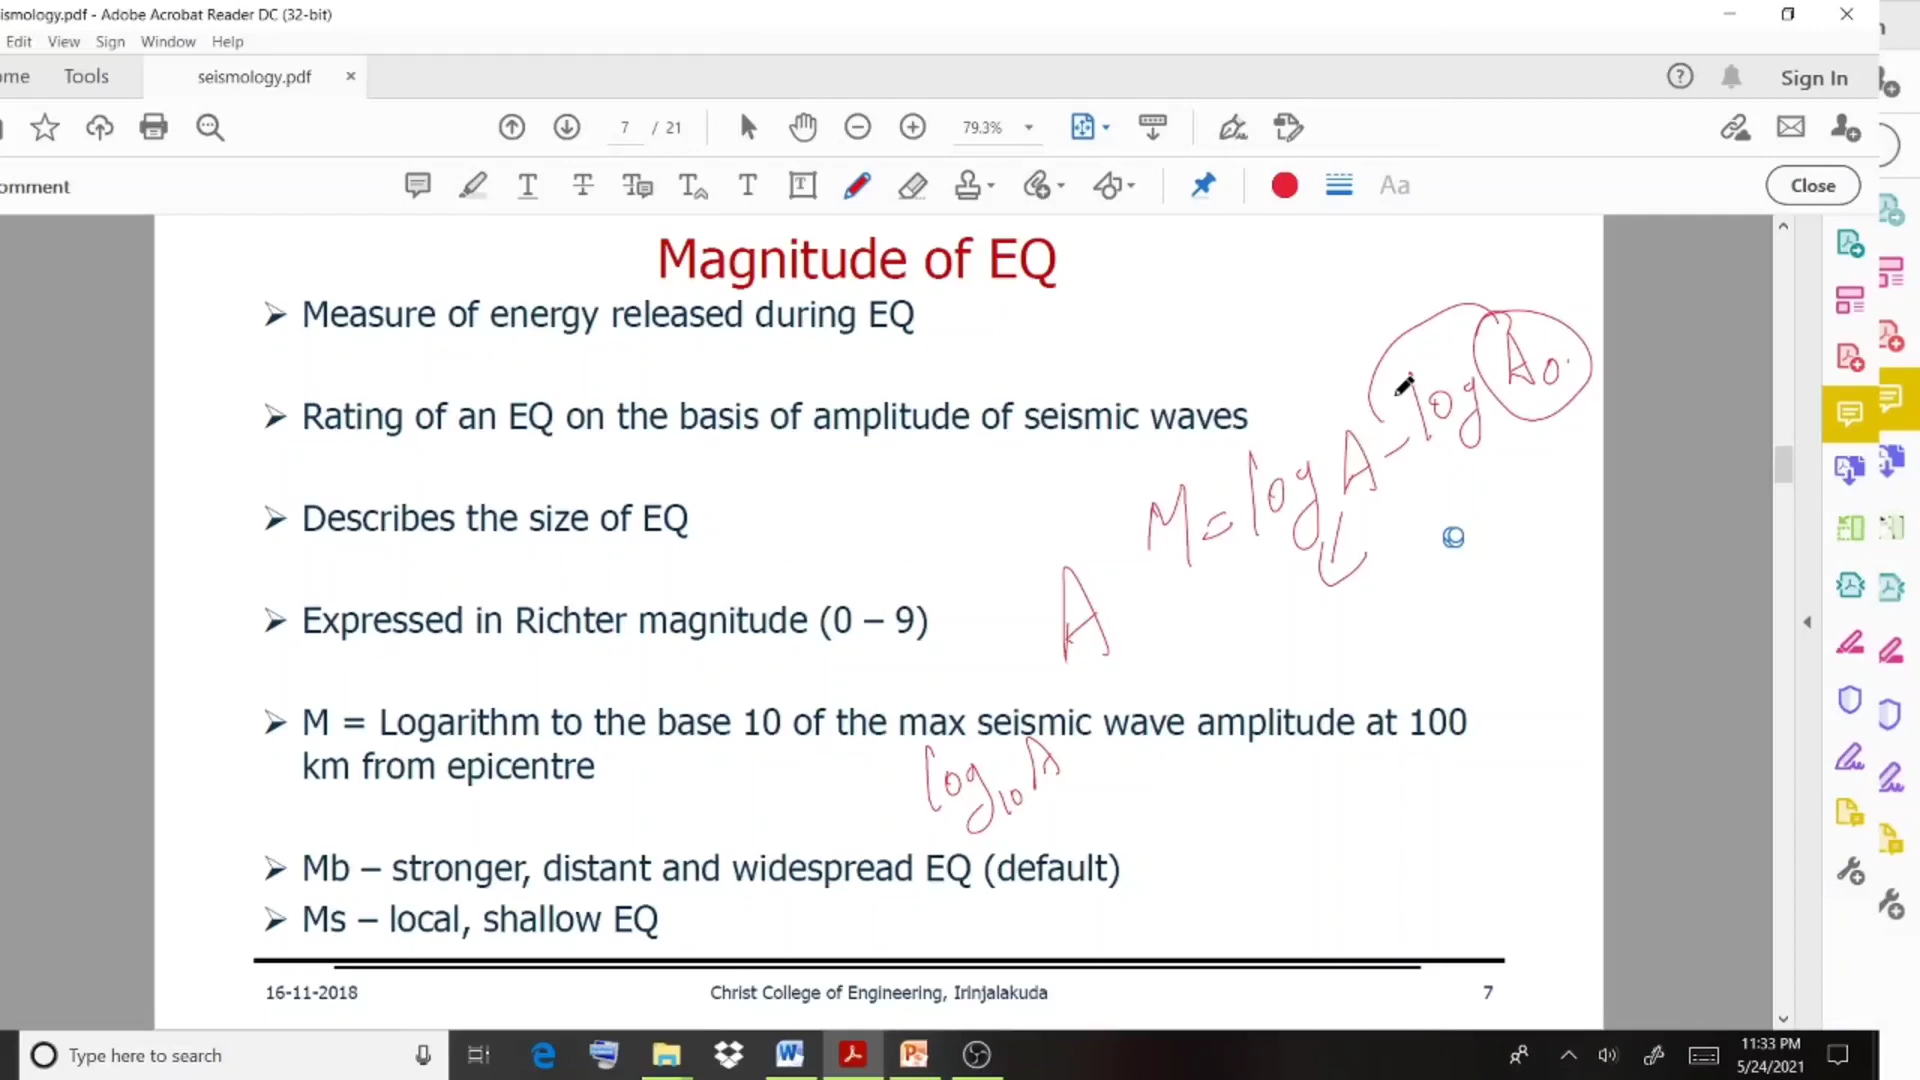 ismology.pdf - Adobe Acrobat Reader DC (32-bit)
Edit View Sign Window Help
ome Tools seismology.pdf × Sign In
7 / 21 79.3%
omment Aa Close
Magnitude of EQ
➢ Measure of energy released during EQ
➢ Rating of an EQ on the basis of amplitude of seismic waves
➢ Describes the size of EQ
M = log A - log A0
➢ Expressed in Richter magnitude (0 – 9)
A
➢ M = Logarithm to the base 10 of the max seismic wave amplitude at 100
km from epicentre
log10 A
➢ Mb – stronger, distant and widespread EQ (default)
➢ Ms – local, shallow EQ
16-11-2018 Christ College of Engineering, Irinjalakuda 7
Type here to search
11:33 PM
5/24/2021